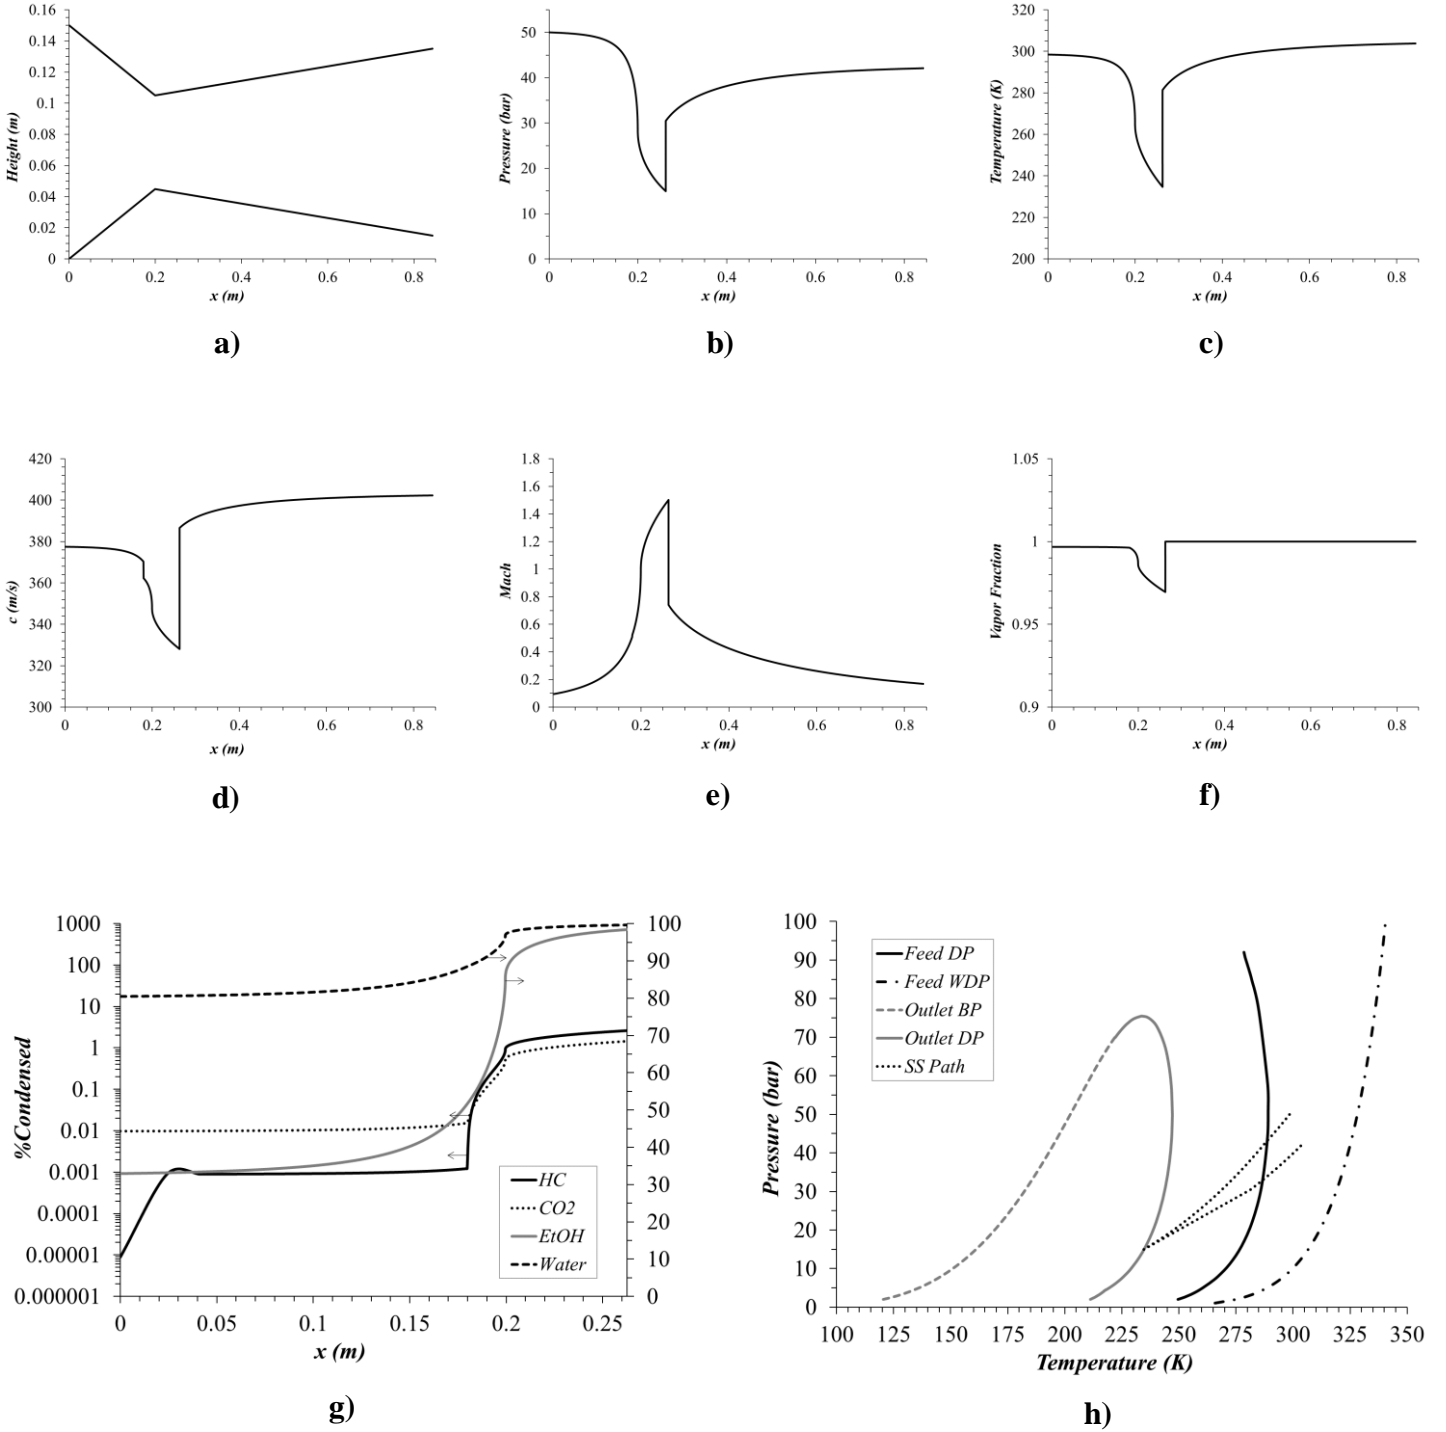 0.16
0.14
0.12
0.1
0.08
0.06
0.04
0.02
0
Height (m)
0 0.2 0.4 0.6 0.8
x (m)
a)
50
40
30
20
10
0
Pressure (bar)
0 0.2 0.4 0.6 0.8
x (m)
b)
320
300
280
260
240
220
200
Temperature (K)
0 0.2 0.4 0.6 0.8
x (m)
c)
420
400
380
360
340
320
300
c (m/s)
0 0.2 0.4 0.6 0.8
x (m)
d)
1.8
1.6
1.4
1.2
1
0.8
0.6
0.4
0.2
0
Mach
0 0.2 0.4 0.6 0.8
x (m)
e)
1.05
1
0.95
0.9
Vapor Fraction
0 0.2 0.4 0.6 0.8
x (m)
f)
1000
100
10
1
0.1
0.01
0.001
0.0001
0.00001
0.000001
%Condensed
100
90
80
70
60
50
40
30
20
10
0
HC
CO2
EtOH
Water
0 0.05 0.1 0.15 0.2 0.25
x (m)
g)
100
90
80
70
60
50
40
30
20
10
0
Pressure (bar)
Feed DP
Feed WDP
Outlet BP
Outlet DP
SS Path
100 125 150 175 200 225 250 275 300 325 350
Temperature (K)
h)